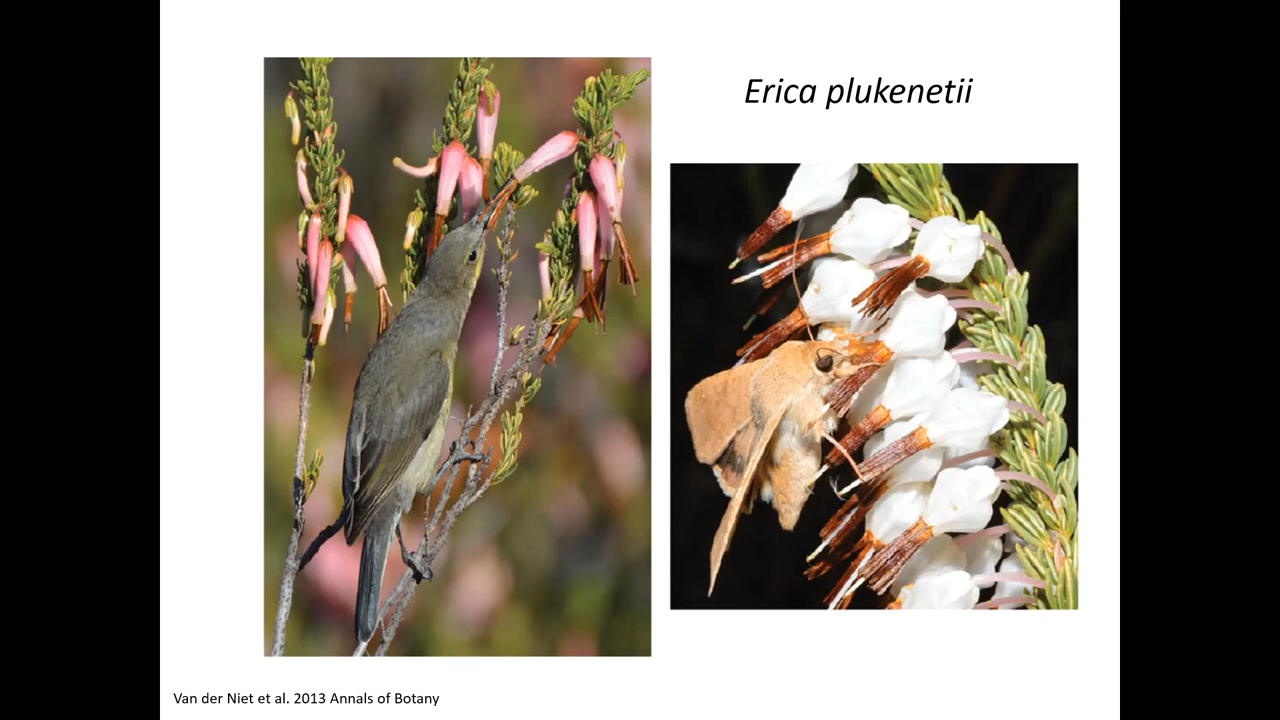 Erica plukenetii
Van der Niet et al. 2013 Annals of Botany